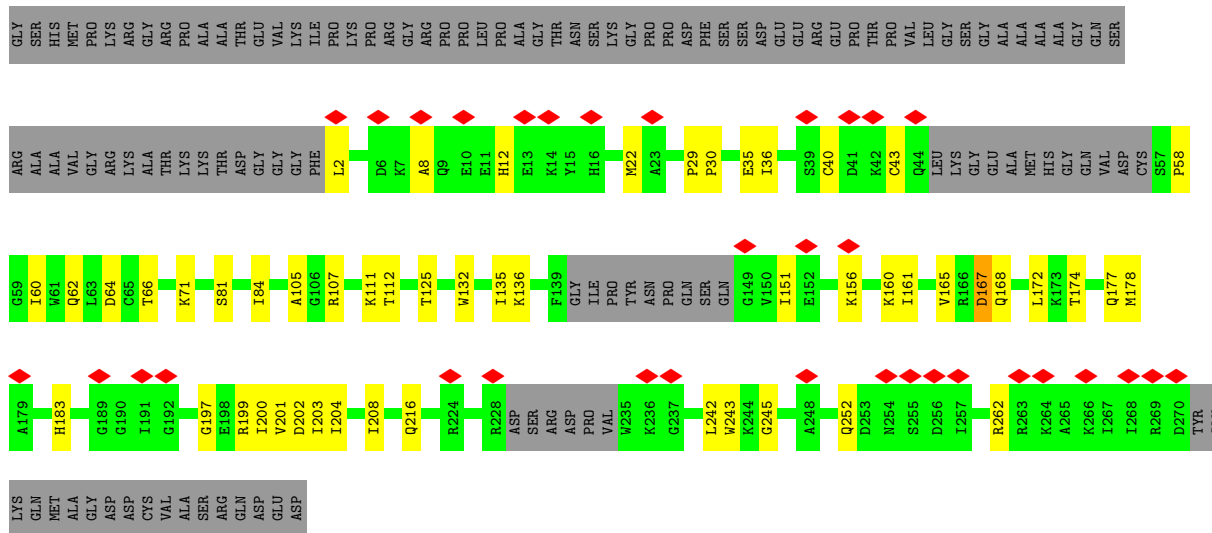 GLY SER HIS MET PRO LYS ARG GLY ARG PRO ALA ALA THR GLU VAL LYS ILE PRO LYS PRO ARG GLY ARG PRO PRO LEU PRO ALA GLY THR ASN SER LYS GLY PRO PRO ASP PHE SER SER ASP GLU GLU ARG GLU PRO THR PRO VAL LEU GLY SER GLY ALA ALA ALA ALA GLY GLN SER
ARG ALA ALA VAL GLY ARG LYS ALA THR LYS LYS THR ASP GLY GLY GLY PHE L2 D6 K7 A8 Q9 E10 E11 H12 E13 K14 Y15 H16 M22 A23 P29 P30 E35 I36 S39 C40 D41 K42 C43 Q44 LEU LYS GLY GLU ALA MET HIS GLY GLN VAL ASP CYS S57 P58
G59 I60 W61 Q62 L63 D64 C65 T66 K71 S81 I84 A105 G106 R107 K111 T112 T125 W132 I135 K136 F139 GLY ILE PRO TYR ASN PRO GLN SER GLN G149 V150 I151 E152 K156 K160 I161 V165 R166 D167 Q168 L172 K173 T174 Q177 M178
A179 H183 G189 G190 I191 G192 G197 E198 R199 I200 V201 D202 I203 I204 I208 Q216 R224 R228 ASP SER ARG ASP PRO VAL W235 K236 G237 L242 W243 K244 G245 A248 Q252 D253 N254 S255 D256 I257 R262 R263 K264 A265 K266 I267 I268 R269 D270 TYR
LYS GLN MET ALA GLY ASP ASP CYS VAL ALA SER ARG GLN ASP GLU ASP